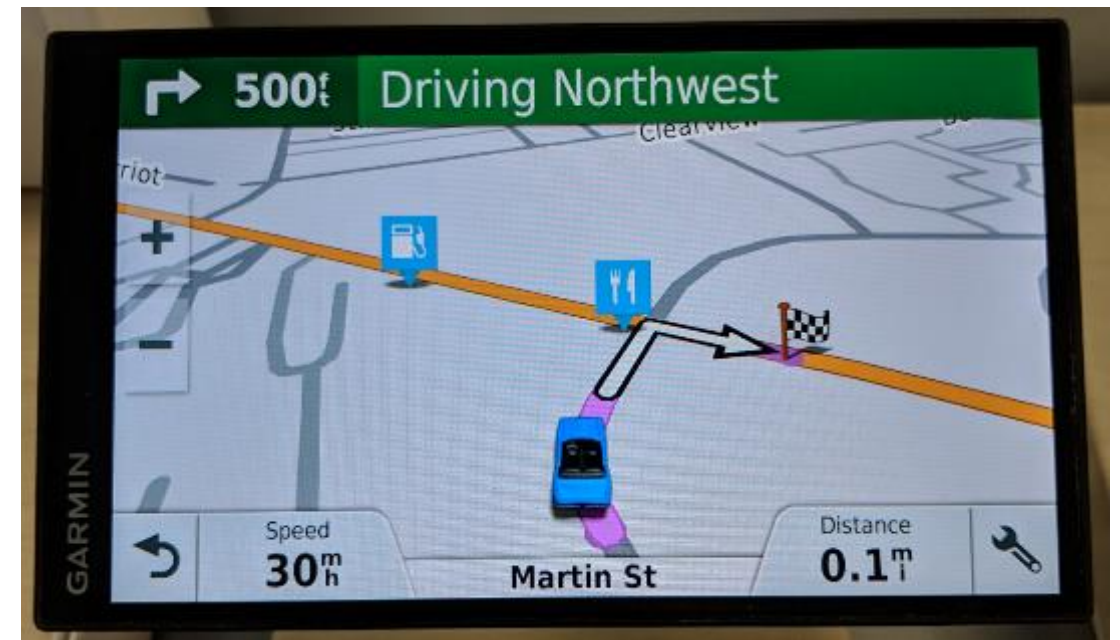 500ft Driving Northwest
Clearview
riot
GARMIN
Speed
30mh
Martin St
Distance
0.1mi